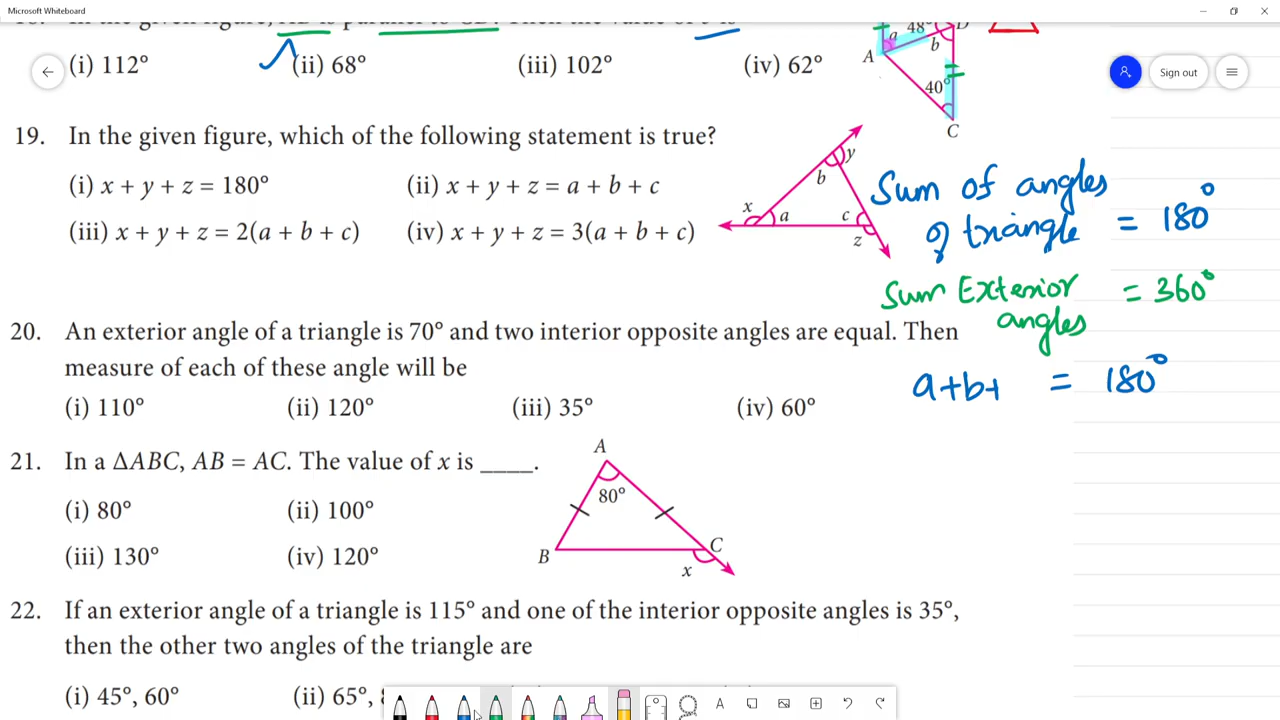 Microsoft Whiteboard
(i) 112° (ii) 68° (iii) 102° (iv) 62°
A a 48° b D 40° C
Sign out
19. In the given figure, which of the following statement is true?
(i) x + y + z = 180° (ii) x + y + z = a + b + c
(iii) x + y + z = 2(a + b + c) (iv) x + y + z = 3(a + b + c)
x a b y c z
Sum of angles
of triangle = 180°
Sum Exterior = 360°
angles
a+b+ = 180°
20. An exterior angle of a triangle is 70° and two interior opposite angles are equal. Then
measure of each of these angle will be
(i) 110° (ii) 120° (iii) 35° (iv) 60°
21. In a ΔABC, AB = AC. The value of x is ____.
(i) 80° (ii) 100°
(iii) 130° (iv) 120°
A 80° B C x
22. If an exterior angle of a triangle is 115° and one of the interior opposite angles is 35°,
then the other two angles of the triangle are
(i) 45°, 60° (ii) 65°,